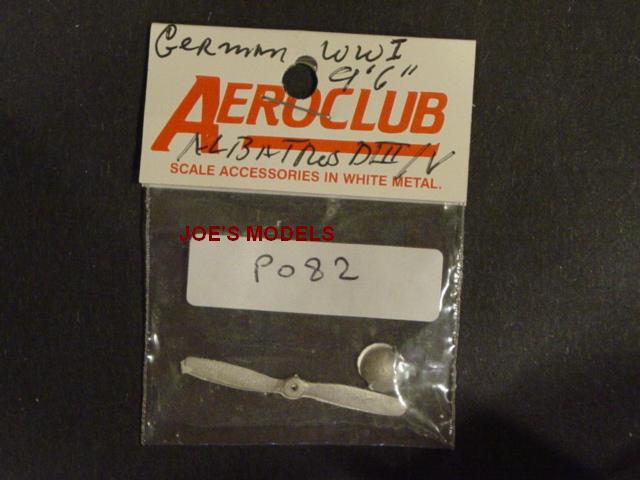 German WWI
9'6"
AEROCLUB
ALBATROS DIII/V
SCALE ACCESSORIES IN WHITE METAL.
JOE'S MODELS
P082